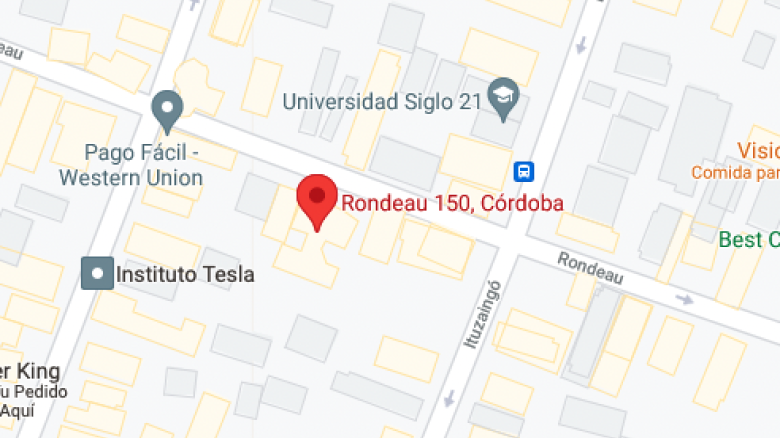 Universidad Siglo 21
Pago Fácil -
Western Union
Visio
Comida par
Rondeau 150, Córdoba
Best C
Rondeau
Instituto Tesla
Ituzaingó
er King
Tu Pedido
Aquí